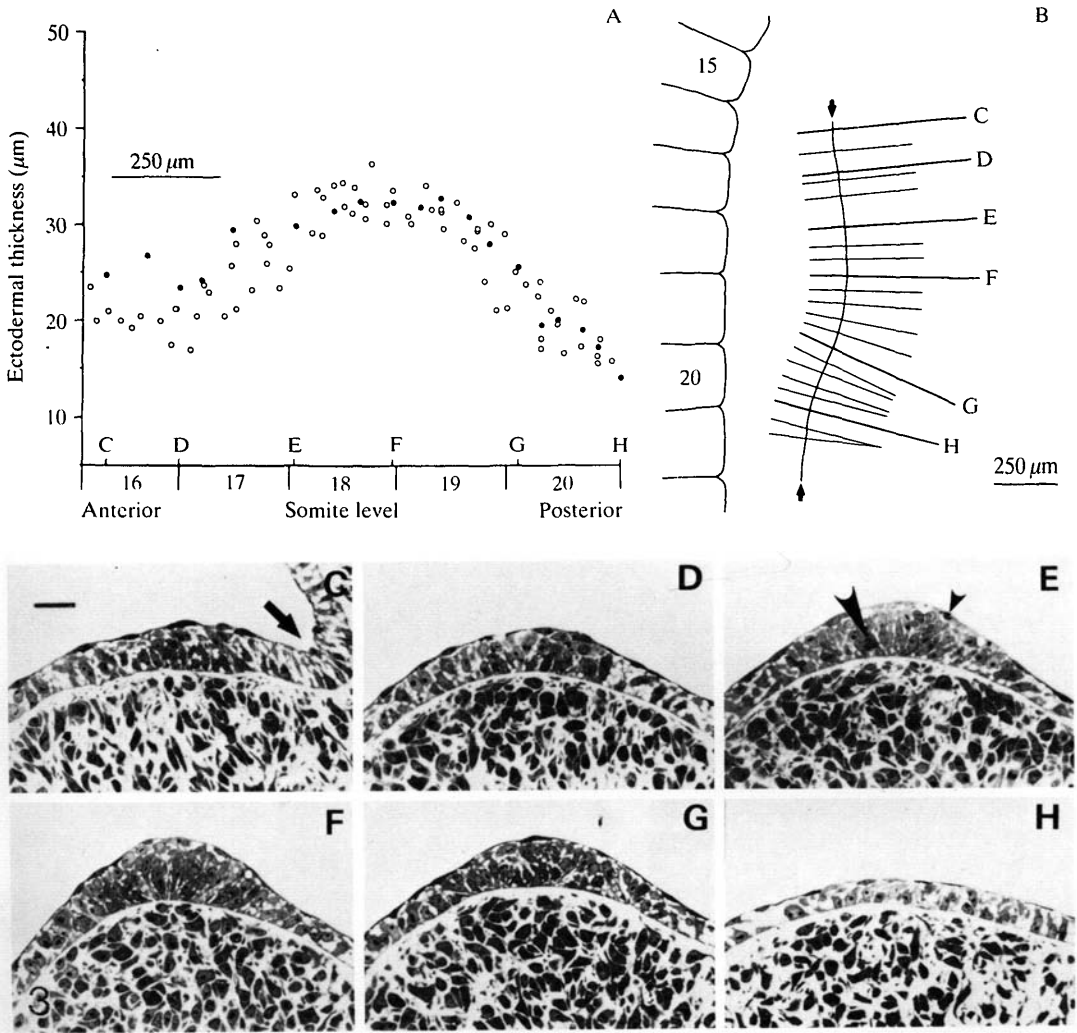 A
B
50
40
30
20
10
Ectodermal thickness (µm)
250 µm
C D E F G H
16 17 18 19 20
Anterior Somite level Posterior
15
20
C
D
E
F
G
H
250 µm
C
D
E
F
G
H
3